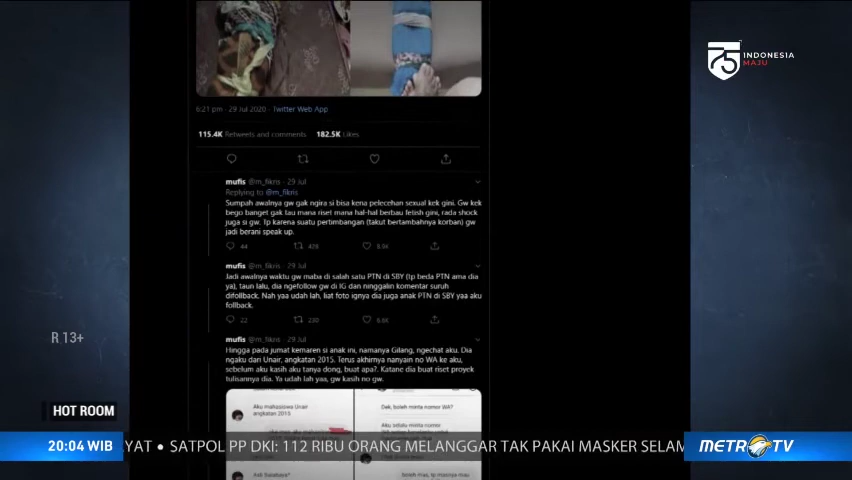 75 INDONESIA
MAJU
6:21 pm · 29 Jul 2020 · Twitter Web App
115.4K Retweets and comments 182.5K Likes
mufis @m_fikris · 29 Jul
Replying to @m_fikris
Sumpah awalnya gw gak ngira si bisa kena pelecehan sexual kek gini. Gw kek
bego banget gak tau mana riset mana hal-hal berbau fetish gini, rada shock
juga si gw. Tp karena suatu pertimbangan (takut bertambahnya korban) gw
jadi berani speak up.
44 429 8.9K
mufis @m_fikris · 29 Jul
Jadi awalnya waktu gw maba di salah satu PTN di SBY (tp beda PTN ama dia
ya), taun lalu, dia ngefollow gw di IG dan ninggalin komentar suruh
difollback. Nah yaa udah lah, liat foto ignya dia juga anak PTN di SBY yaa aku
follback.
22 230 6.6K
mufis @m_fikris · 29 Jul
Hingga pada jumat kemaren si anak ini, namanya Gilang, ngechat aku. Dia
ngaku dari Unair, angkatan 2015. Terus akhirnya nanyain no WA ke aku,
sebelum aku kasih aku tanya dong, buat apa?. Katane dia buat riset proyek
tulisannya dia. Ya udah lah yaa, gw kasih no gw.
Aku mahasiswa Unair
angkatan 2015
Dek, boleh minta nomor WA?
R 13+
HOT ROOM
20:04 WIB RYAT • SATPOL PP DKI: 112 RIBU ORANG MELANGGAR TAK PAKAI MASKER SELAM METRO TV